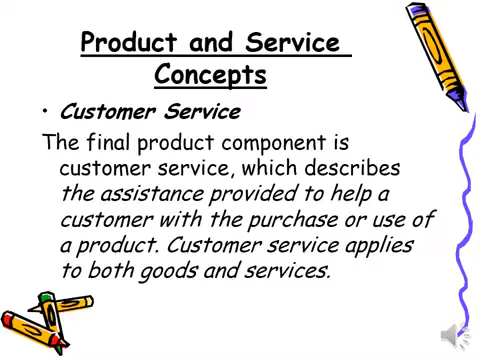 Product and Service
Concepts
• Customer Service
The final product component is
customer service, which describes
the assistance provided to help a
customer with the purchase or use of
a product. Customer service applies
to both goods and services.